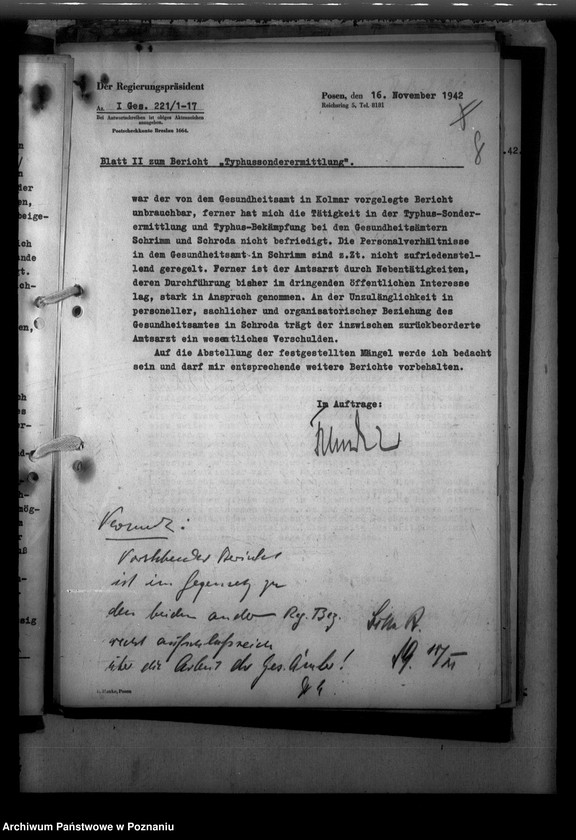 Der Regierungspräsident
Az. I Ges. 221/1-17
Bei Antwortschreiben ist obiges Aktenzeichen
anzugeben.
Postscheckkonto Breslau 1664.
Posen, den 16. November 1942
Reichsring 5, Tel. 8181
8
.42.
Blatt II zum Bericht „Typhussonderermittlung".
war der von dem Gesundheitsamt in Kolmar vorgelegte Bericht
unbrauchbar, ferner hat mich die Tätigkeit in der Typhus-Sonder-
ermittlung und Typhus-Bekämpfung bei den Gesundheitsämtern
Schrimm und Schroda nicht befriedigt. Die Personalverhältnisse
in dem Gesundheitsamt in Schrimm sind z.Zt. nicht zufriedenstel-
lend geregelt. Ferner ist der Amtsarzt durch Nebentätigkeiten,
deren Durchführung bisher im dringenden öffentlichen Interesse
lag, stark in Anspruch genommen. An der Unzulänglichkeit in
personeller, sachlicher und organisatorischer Beziehung des
Gesundheitsamtes in Schroda trägt der inzwischen zurückbeorderte
Amtsarzt ein wesentliches Verschulden.
Auf die Abstellung der festgestellten Mängel werde ich bedacht
sein und darf mir entsprechende weitere Berichte vorbehalten.
Im Auftrage:
Vermerk:
Vorstehender Bericht
ist im Gegensatz zu
den beiden andern Reg. Bez.
recht aufschlußreich
über die Arbeit der Ges. Ämter!
Archiwum Państwowe w Poznaniu